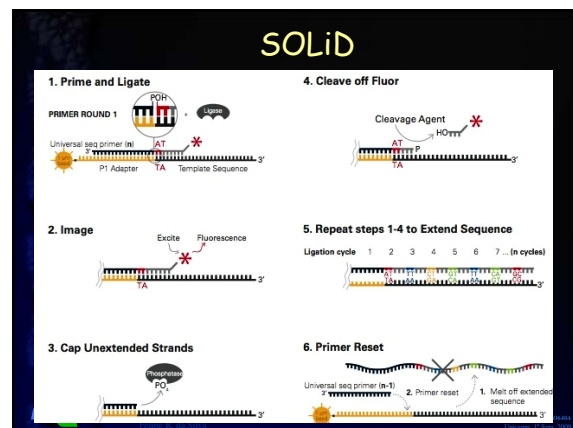 SOLiD
1. Prime and Ligate
POH
PRIMER ROUND 1
+
Ligase
Universal seq primer (n)
AT
3'
P1 Adapter
TA
Template Sequence
3'
2. Image
Excite
Fluorescence
TA
3. Cap Unextended Strands
Phosphatase
PO
4
3'
4. Cleave off Fluor
Cleavage Agent
HO
AT
P
TA
3'
5. Repeat steps 1-4 to Extend Sequence
Ligation cycle 1 2 3 4 5 6 7 ... (n cycles)
3'
6. Primer Reset
Universal seq primer (n-1)
3'
2. Primer reset
1. Melt off extended
sequence
3'